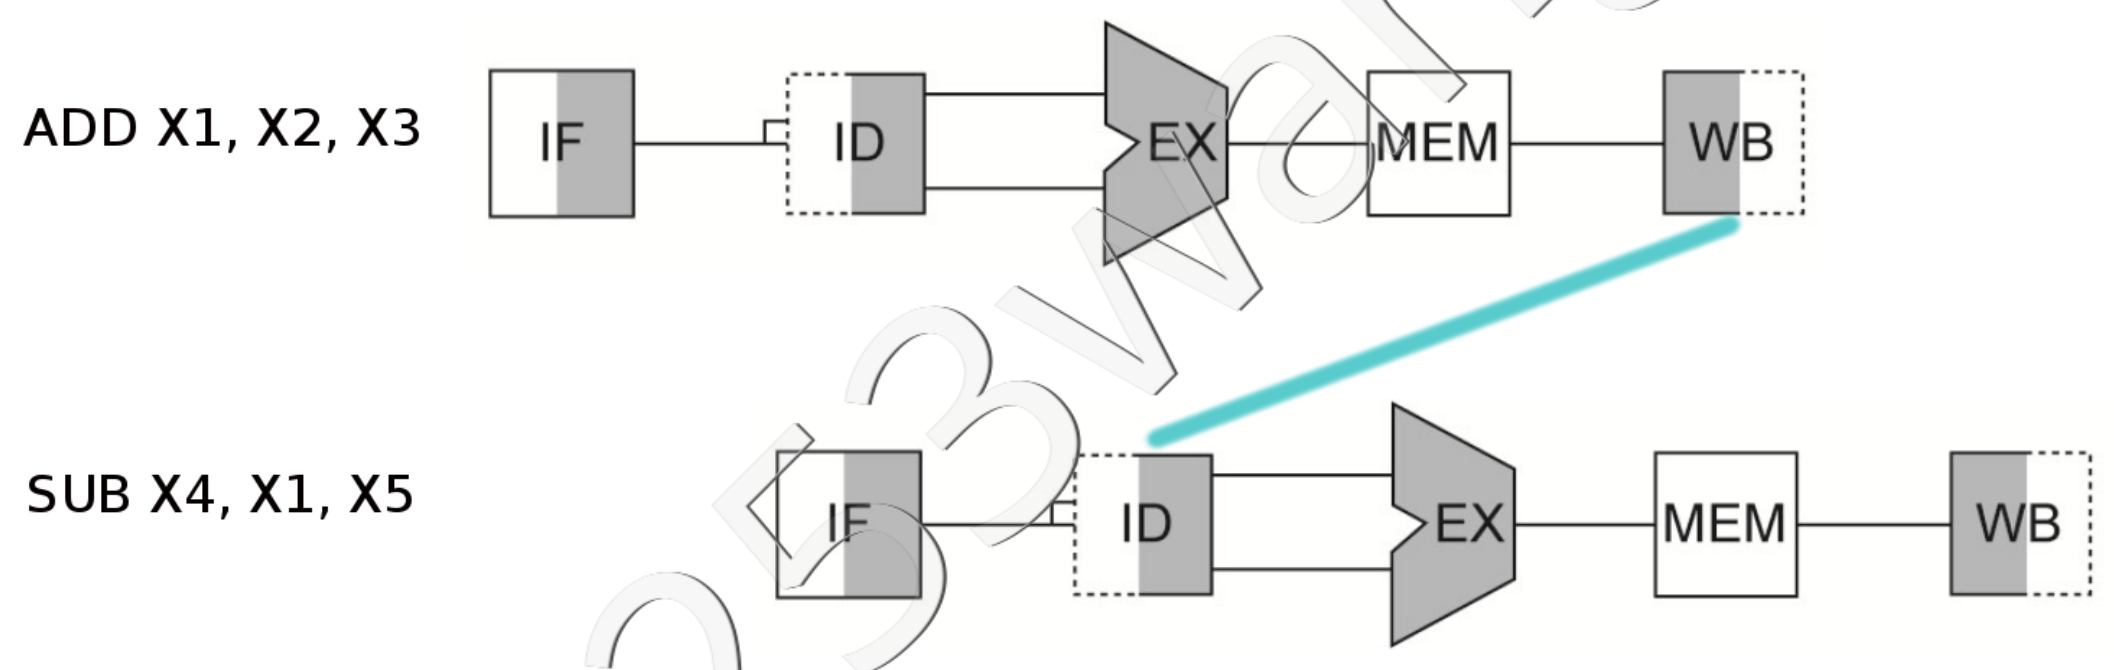 ADD X1, X2, X3
IF ID EX MEM WB
SUB X4, X1, X5
IF ID EX MEM WB